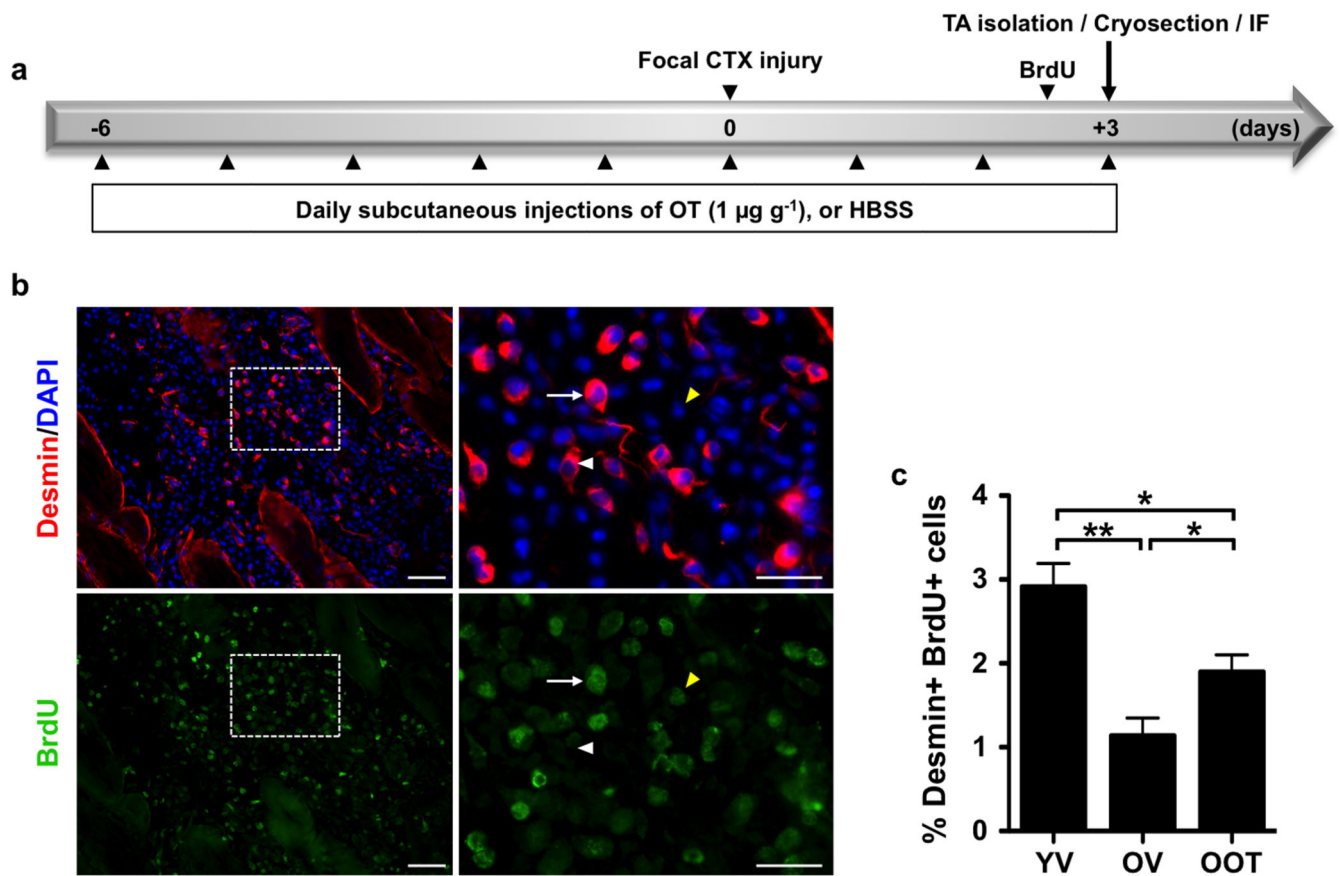 a
TA isolation / Cryosection / IF
Focal CTX injury
BrdU
-6
0
+3
(days)
Daily subcutaneous injections of OT (1 µg g-1), or HBSS
b
Desmin/DAPI
BrdU
c
% Desmin+ BrdU+ cells
4
3
2
1
0
*
**
*
YV
OV
OOT